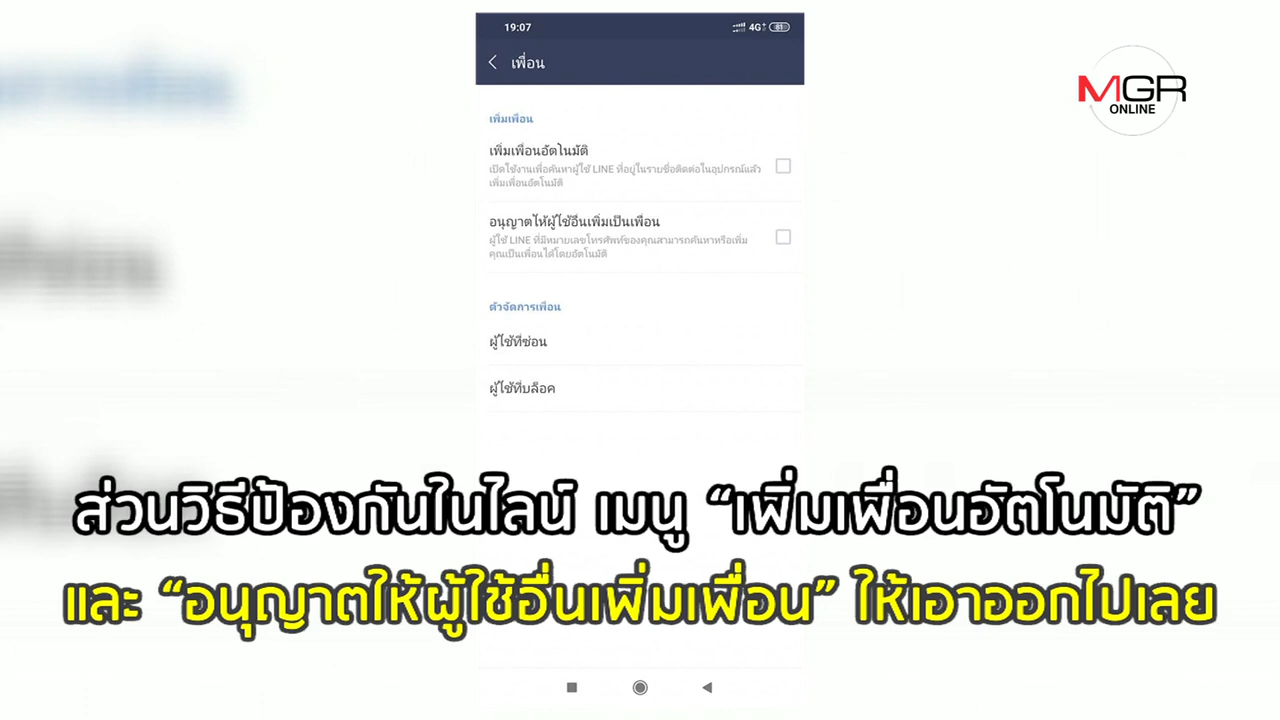 19:07
4G+ 81
เพื่อน
MGR
ONLINE
เพิ่มเพื่อน
เพิ่มเพื่อนอัตโนมัติ
เปิดใช้งานเพื่อค้นหาผู้ใช้ LINE ที่อยู่ในรายชื่อติดต่อในอุปกรณ์แล้ว
เพิ่มเพื่อนอัตโนมัติ
อนุญาตให้ผู้ใช้อื่นเพิ่มเป็นเพื่อน
ผู้ใช้ LINE ที่มีหมายเลขโทรศัพท์ของคุณสามารถค้นหาหรือเพิ่ม
คุณเป็นเพื่อนได้โดยอัตโนมัติ
ตัวจัดการเพื่อน
ผู้ใช้ที่ซ่อน
ผู้ใช้ที่บล็อค
ส่วนวิธีป้องกันในไลน์ เมนู “เพิ่มเพื่อนอัตโนมัติ”
และ “อนุญาตให้ผู้ใช้อื่นเพิ่มเพื่อน” ให้เอาออกไปเลย